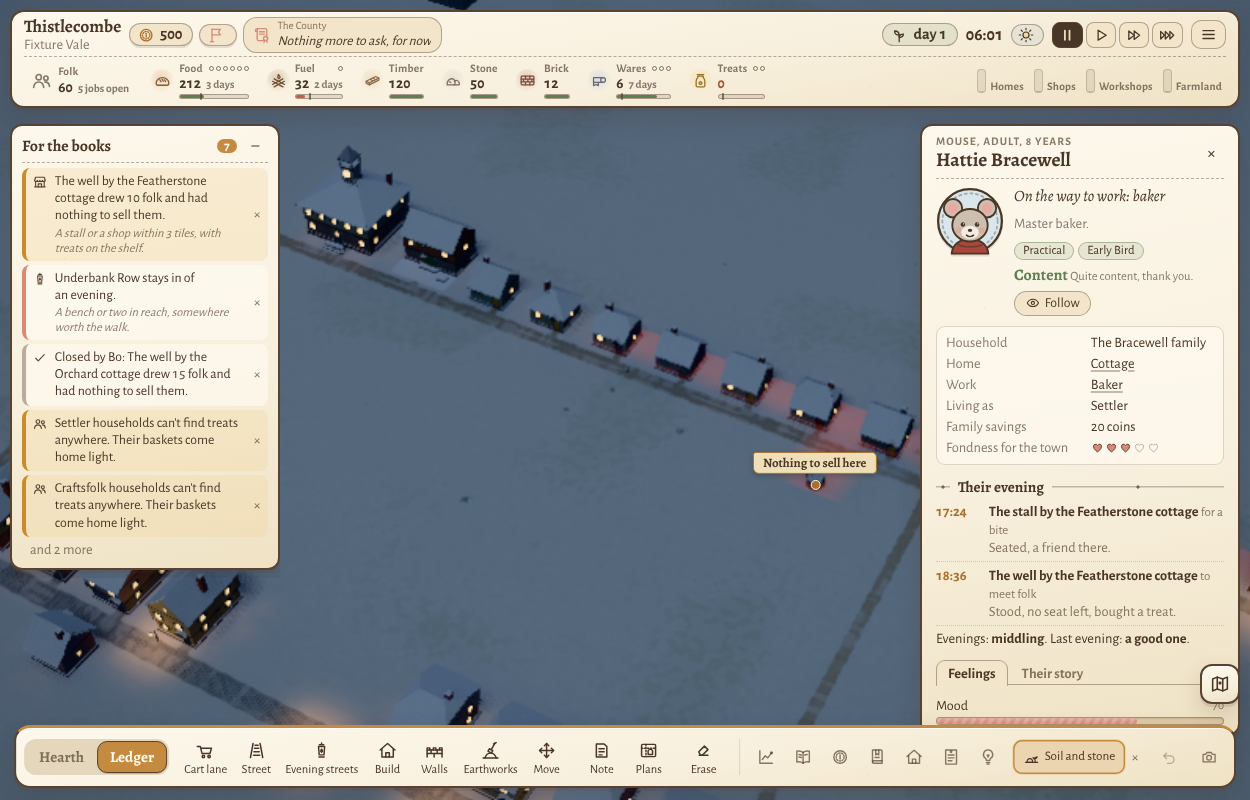 Thistlecombe
Fixture Vale
500
The County
Nothing more to ask, for now
day 1
06:01
Folk
60 5 jobs open
Food
212 3 days
Fuel
32 2 days
Timber
120
Stone
50
Brick
12
Wares
6 7 days
Treats
0
Homes
Shops
Workshops
Farmland
For the books
7
The well by the Featherstone
cottage drew 10 folk and had
nothing to sell them.
A stall or a shop within 3 tiles, with
treats on the shelf.
Underbank Row stays in of
an evening.
A bench or two in reach, somewhere
worth the walk.
Closed by Bo: The well by the
Orchard cottage drew 15 folk and
had nothing to sell them.
Settler households can't find treats
anywhere. Their baskets come
home light.
Craftsfolk households can't find
treats anywhere. Their baskets
come home light.
and 2 more
Nothing to sell here
MOUSE, ADULT, 8 YEARS
Hattie Bracewell
On the way to work: baker
Master baker.
Practical
Early Bird
Content Quite content, thank you.
Follow
Household The Bracewell family
Home Cottage
Work Baker
Living as Settler
Family savings 20 coins
Fondness for the town
Their evening
17:24 The stall by the Featherstone cottage for a
bite
Seated, a friend there.
18:36 The well by the Featherstone cottage to
meet folk
Stood, no seat left, bought a treat.
Evenings: middling. Last evening: a good one.
Feelings
Their story
Mood
Hearth
Ledger
Cart lane
Street
Evening streets
Build
Walls
Earthworks
Move
Note
Plans
Erase
Soil and stone